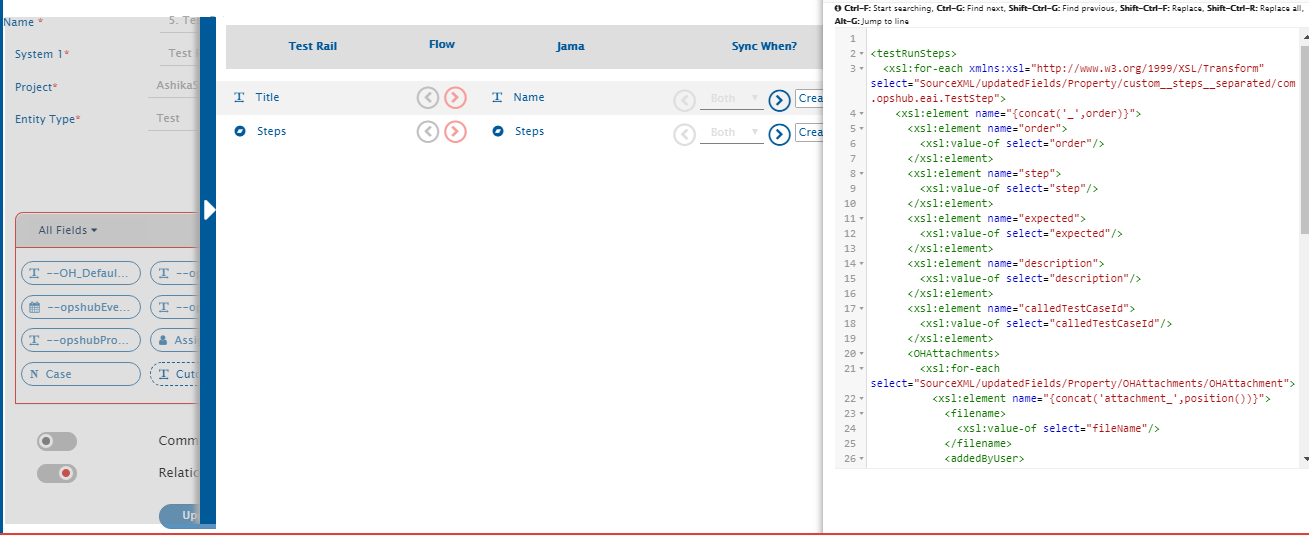 Name *
5. Te
System 1*
Test
Project*
AshikaS
Entity Type*
Test
All Fields
--OH_Defaul...
--o
--opshubEve...
--op
--opshubPro...
Assi
N Case
Cut
Comm
Relatic
Up
Test Rail
Flow
Jama
Sync When?
Title
Name
Both
Crea
Steps
Steps
Both
Crea
Ctrl-F: Start searching, Ctrl-G: Find next, Shift-Ctrl-G: Find previous, Shift-Ctrl-F: Replace, Shift-Ctrl-R: Replace all,
Alt-G: Jump to line
1
2 <testRunSteps>
3 <xsl:for-each xmlns:xsl="http://www.w3.org/1999/XSL/Transform"
select="SourceXML/updatedFields/Property/custom__steps__separated/com
.opshub.eai.TestStep">
4 <xsl:element name="{concat('_',order)}">
5 <xsl:element name="order">
6 <xsl:value-of select="order"/>
7 </xsl:element>
8 <xsl:element name="step">
9 <xsl:value-of select="step"/>
10 </xsl:element>
11 <xsl:element name="expected">
12 <xsl:value-of select="expected"/>
13 </xsl:element>
14 <xsl:element name="description">
15 <xsl:value-of select="description"/>
16 </xsl:element>
17 <xsl:element name="calledTestCaseId">
18 <xsl:value-of select="calledTestCaseId"/>
19 </xsl:element>
20 <OHAttachments>
21 <xsl:for-each
select="SourceXML/updatedFields/Property/OHAttachments/OHAttachment">
22 <xsl:element name="{concat('attachment_',position())}">
23 <filename>
24 <xsl:value-of select="fileName"/>
25 </filename>
26 <addedByUser>